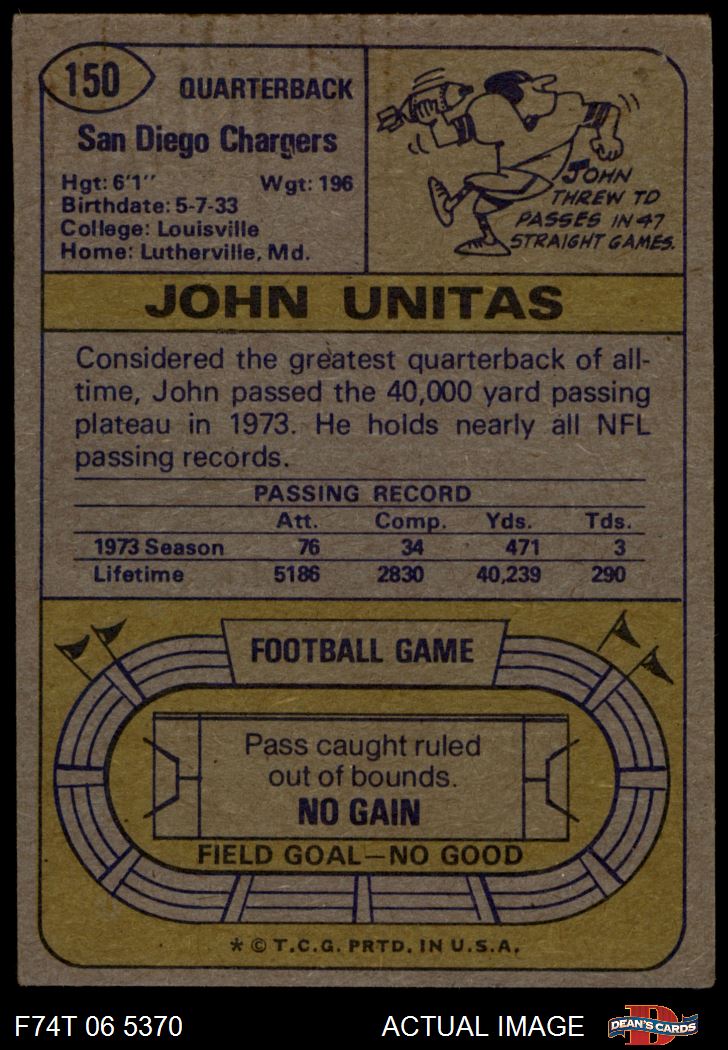 150
QUARTERBACK
San Diego Chargers
Hgt: 6'1" Wgt: 196
Birthdate: 5-7-33
College: Louisville
Home: Lutherville, Md.
JOHN
THREW TD
PASSES IN 47
STRAIGHT GAMES.
JOHN UNITAS
Considered the greatest quarterback of all-
time, John passed the 40,000 yard passing
plateau in 1973. He holds nearly all NFL
passing records.
PASSING RECORD
Att. Comp. Yds. Tds.
1973 Season 76 34 471 3
Lifetime 5186 2830 40,239 290
FOOTBALL GAME
Pass caught ruled
out of bounds.
NO GAIN
FIELD GOAL—NO GOOD
* © T.C.G. PRTD. IN U.S.A.
F74T 06 5370 ACTUAL IMAGE
D
DEAN'S CARDS